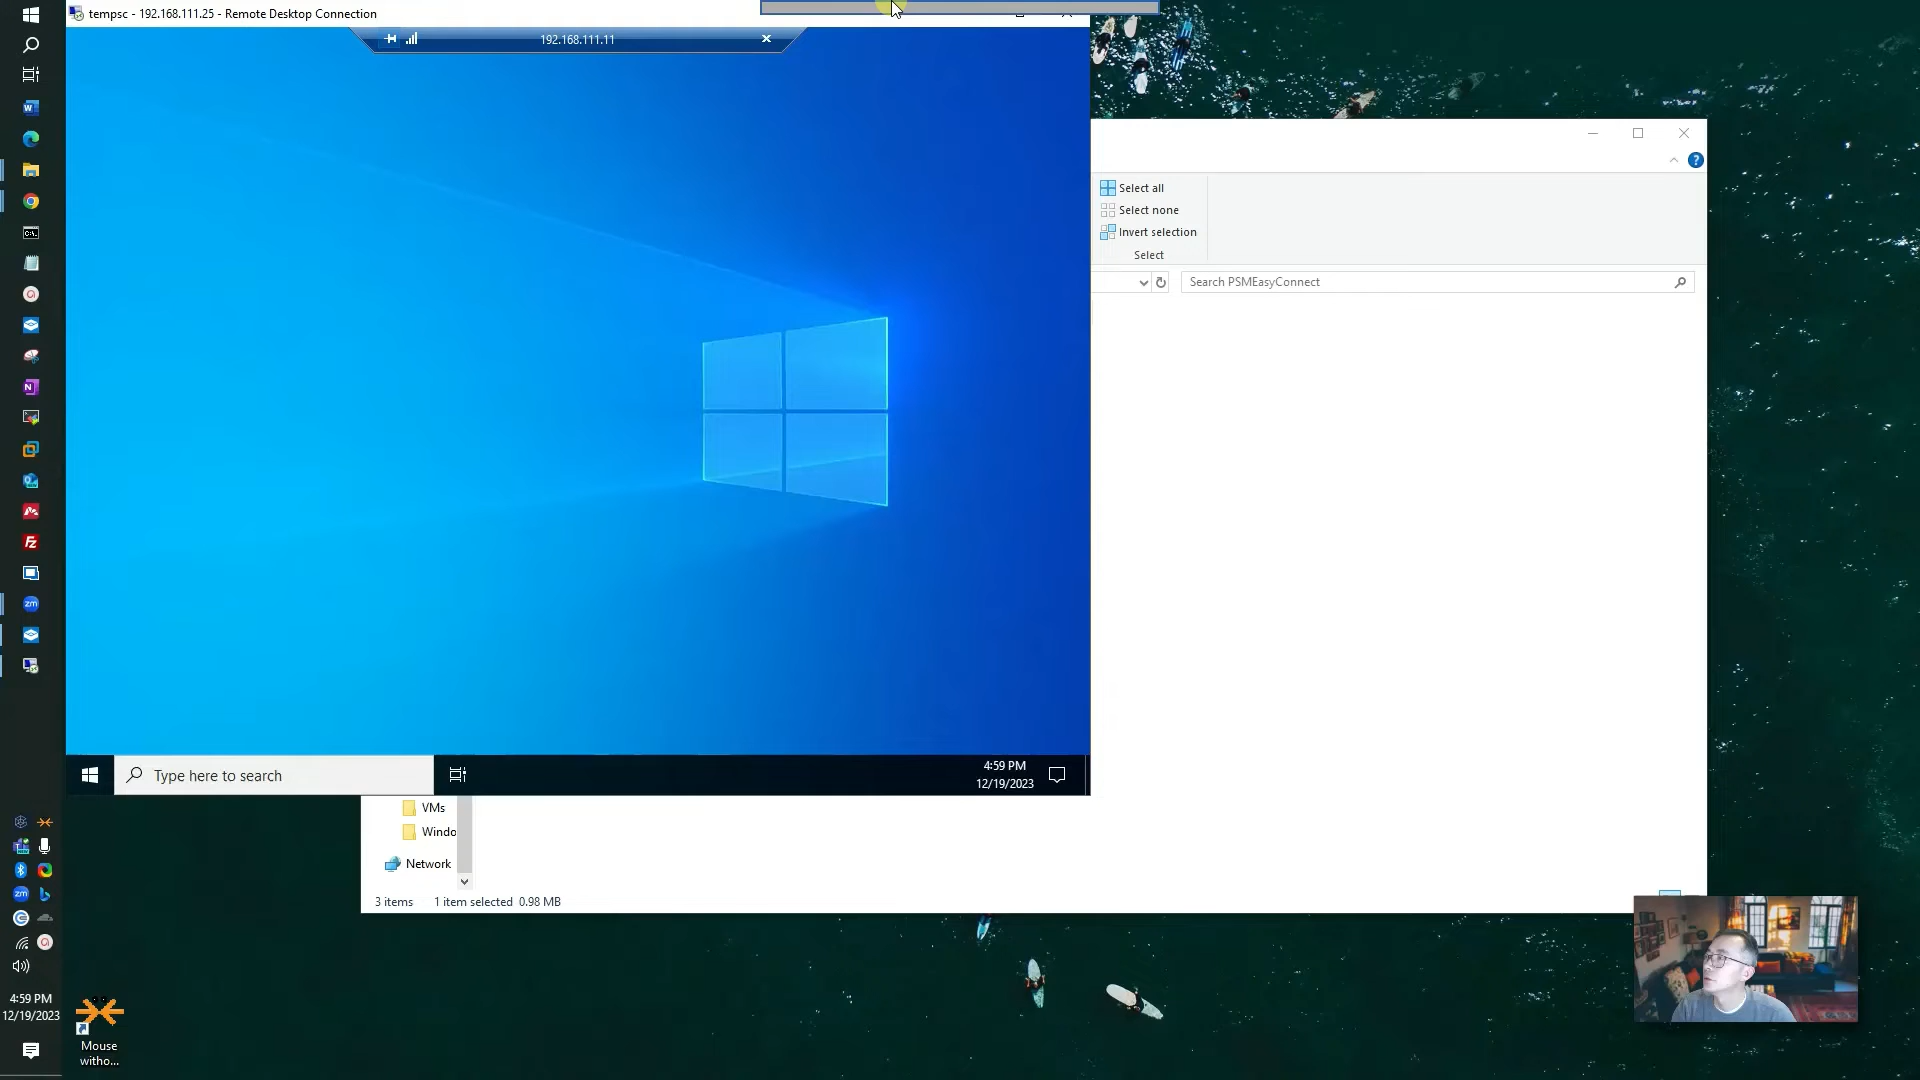 tempsc - 192.168.111.25 - Remote Desktop Connection
192.168.111.11
Select all
Select none
Invert selection
Select
Search PSMEasyConnect
Type here to search
4:59 PM
12/19/2023
VMs
Windo
Network
3 items 1 item selected 0.98 MB
4:59 PM
12/19/2023
Mouse
witho...